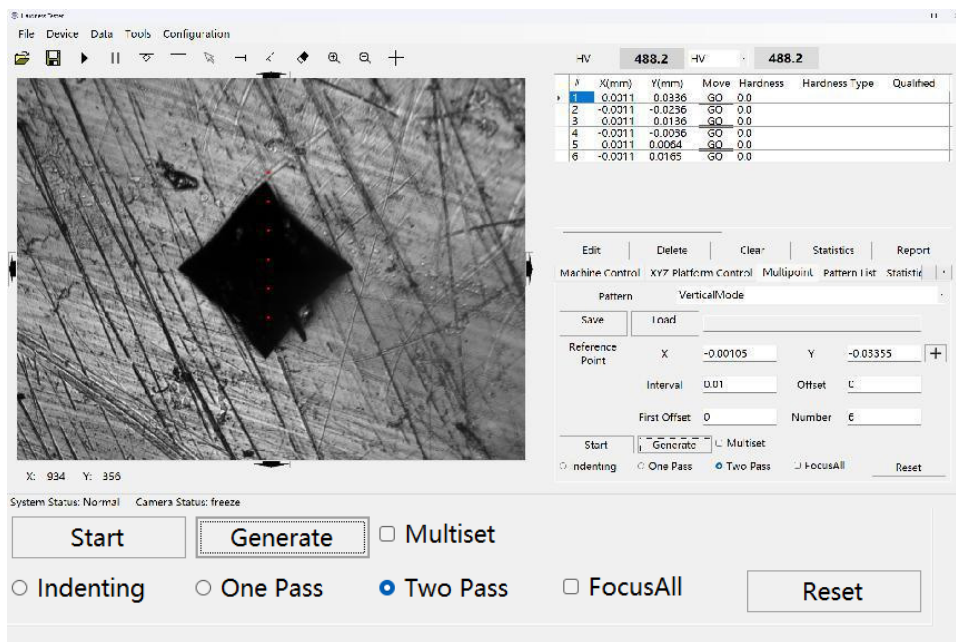 Hardness Tester
File Device Data Tools Configuration
HV 488.2 HV 488.2
# X(mm) Y(mm) Move Hardness Hardness Type Qualified
1 0.0011 0.0336 GO 0.0
2 -0.0011 -0.0236 GO 0.0
3 0.0011 0.0136 GO 0.0
4 -0.0011 -0.0036 GO 0.0
5 0.0011 0.0064 GO 0.0
6 -0.0011 0.0165 GO 0.0
Edit Delete Clear Statistics Report
Machine Control XYZ Platform Control Multipoint Pattern List Statistic
Pattern VerticalMode
Save Load
Reference Point X -0.00105 Y -0.03355 +
Interval 0.01 Offset 0
First Offset 0 Number 6
Start Generate Multiset
Indenting One Pass Two Pass FocusAll Reset
X: 934 Y: 356
System Status: Normal Camera Status: freeze
Start Generate Multiset
Indenting One Pass Two Pass FocusAll Reset